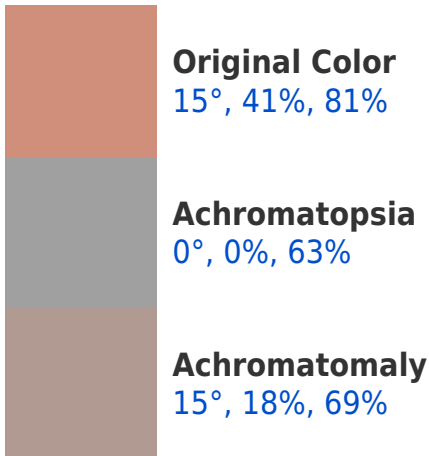 Original Color
15°, 41%, 81%
Achromatopsia
0°, 0%, 63%
Achromatomaly
15°, 18%, 69%